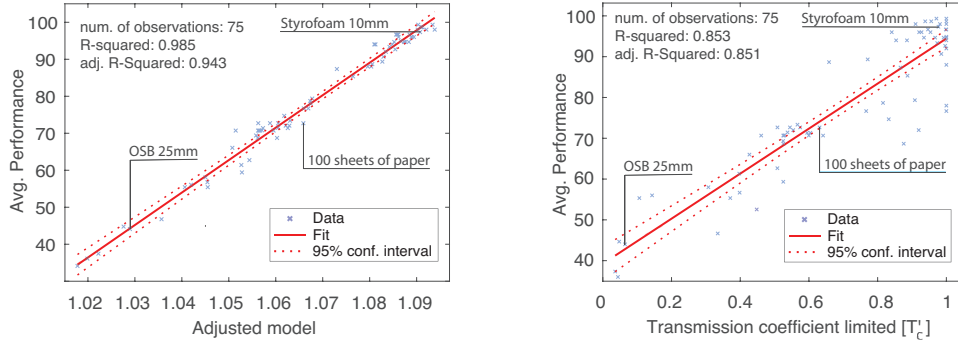 num. of observations: 75
R-squared: 0.985
adj. R-Squared: 0.943
Styrofoam 10mm
OSB 25mm
100 sheets of paper
Data
Fit
95% conf. interval
100
90
80
70
60
50
40
Avg. Performance
1.02 1.03 1.04 1.05 1.06 1.07 1.08 1.09
Adjusted model
num. of observations: 75
R-squared: 0.853
adj. R-Squared: 0.851
Styrofoam 10mm
OSB 25mm
100 sheets of paper
Data
Fit
95% conf. interval
100
90
80
70
60
50
40
Avg. Performance
0 0.2 0.4 0.6 0.8 1
Transmission coefficient limited [T'c]